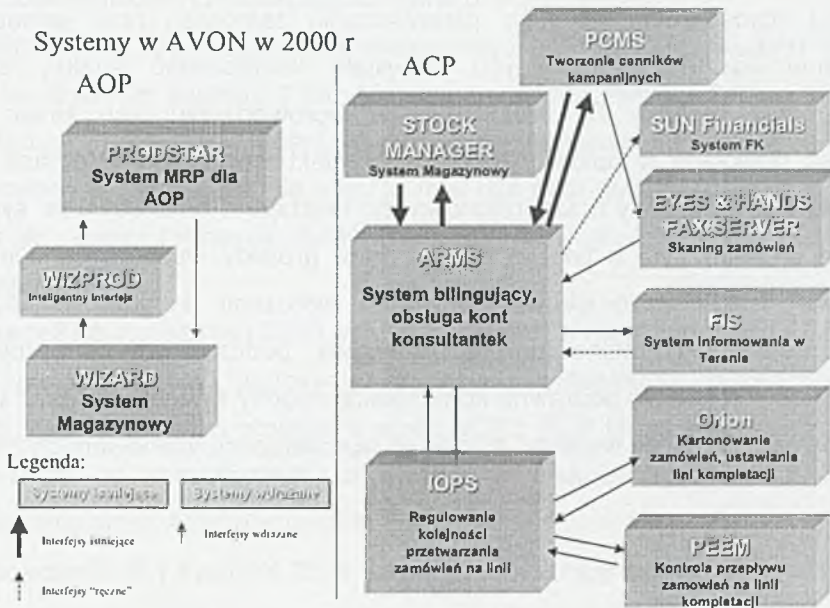 Systemy w AVON w 2000 r
AOP
PRODSTAR
System MRP dla
AOP
WIZPROD
Inteligentny Interfejs
WIZARD
System
Magazynowy
Legenda:
Systemy istniejące
Systemy wdrażane
Interfejsy istniejące
Interfejsy wdrażane
Interfejsy "ręczne"
ACP
PCMS
Tworzenie cenników
kampanijnych
STOCK
MANAGER
System Magazynowy
SUN Financials
System FK
EYES & HANDS
FAX SERVER
Skaning zamówień
ARMS
System bilingujący,
obsługa kont
konsultantek
FIS
System Informowania w
Terenie
Orion
Kartonowanie
zamówień, ustawianie
lini kompletacji
IOPS
Regulowanie
kolejności
przetwarzania
zamówień na linii
PEEM
Kontrola przepływu
zamowień na linii
kompletacji